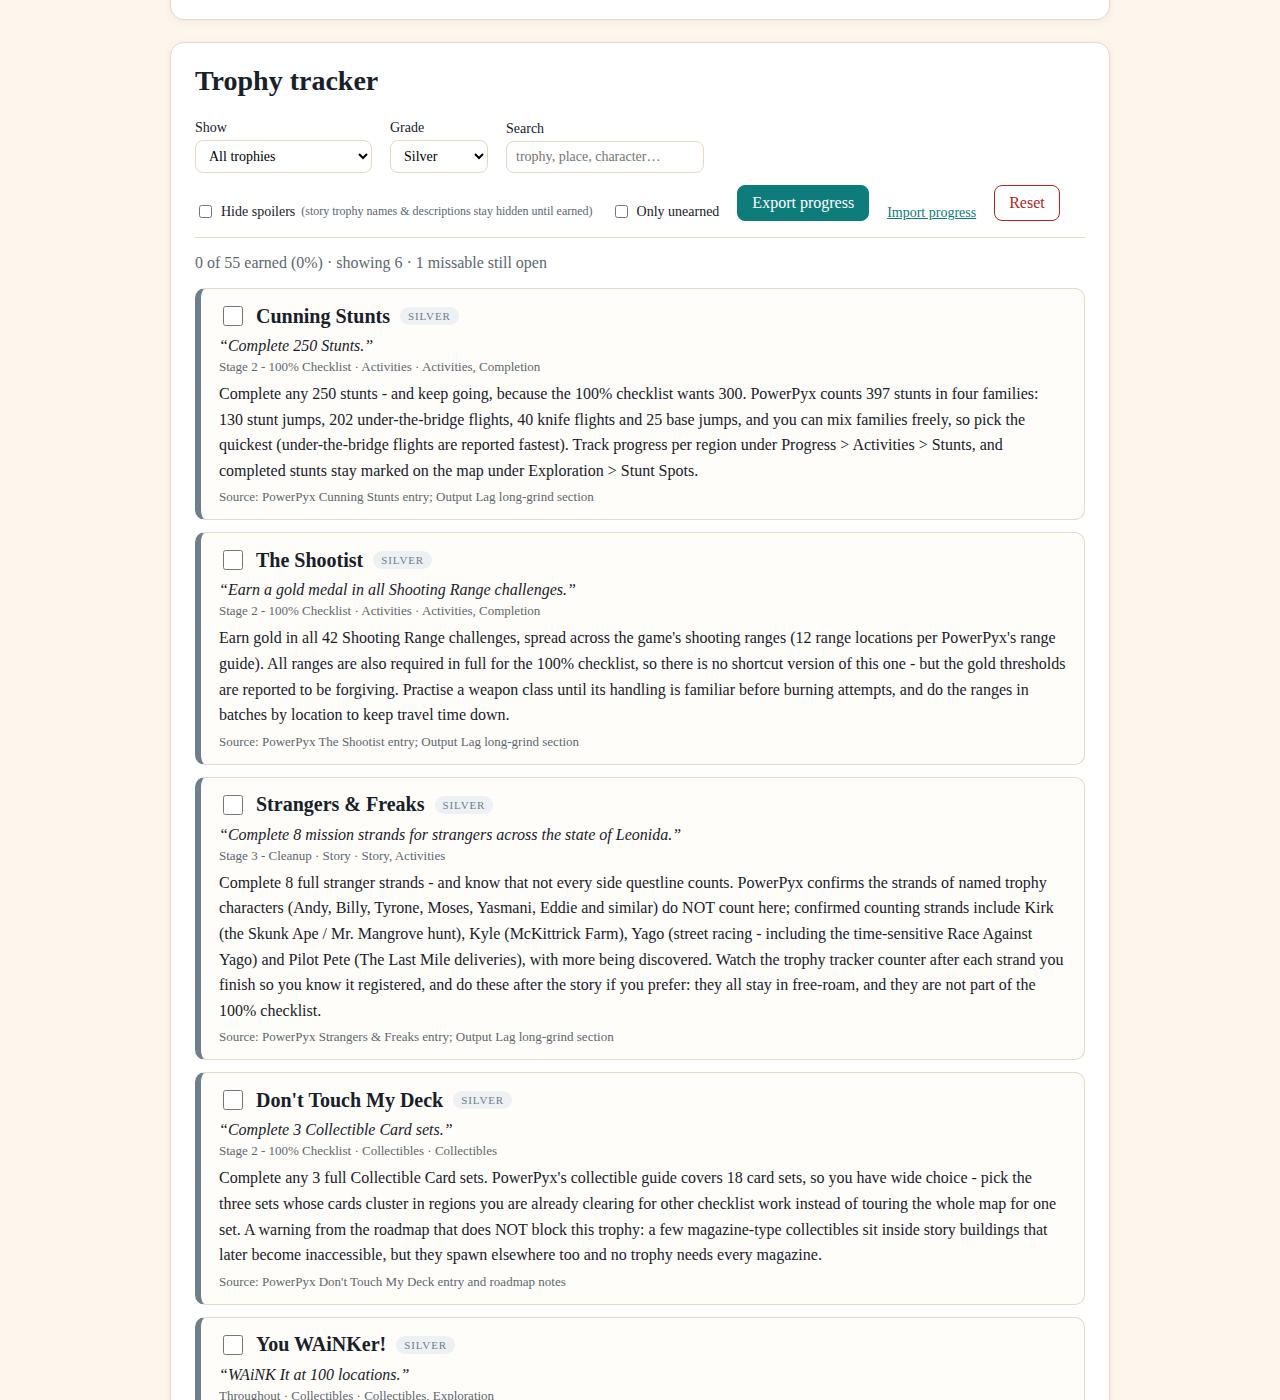 Trophy tracker
Show
Grade
Search
All trophies
Silver
trophy, place, character…
Hide spoilers (story trophy names & descriptions stay hidden until earned)
Only unearned
Export progress
Import progress
Reset
0 of 55 earned (0%) · showing 6 · 1 missable still open
Cunning Stunts SILVER
“Complete 250 Stunts.”
Stage 2 - 100% Checklist · Activities · Activities, Completion
Complete any 250 stunts - and keep going, because the 100% checklist wants 300. PowerPyx counts 397 stunts in four families:
130 stunt jumps, 202 under-the-bridge flights, 40 knife flights and 25 base jumps, and you can mix families freely, so pick the
quickest (under-the-bridge flights are reported fastest). Track progress per region under Progress > Activities > Stunts, and
completed stunts stay marked on the map under Exploration > Stunt Spots.
Source: PowerPyx Cunning Stunts entry; Output Lag long-grind section
The Shootist SILVER
“Earn a gold medal in all Shooting Range challenges.”
Stage 2 - 100% Checklist · Activities · Activities, Completion
Earn gold in all 42 Shooting Range challenges, spread across the game's shooting ranges (12 range locations per PowerPyx's range
guide). All ranges are also required in full for the 100% checklist, so there is no shortcut version of this one - but the gold thresholds
are reported to be forgiving. Practise a weapon class until its handling is familiar before burning attempts, and do the ranges in
batches by location to keep travel time down.
Source: PowerPyx The Shootist entry; Output Lag long-grind section
Strangers & Freaks SILVER
“Complete 8 mission strands for strangers across the state of Leonida.”
Stage 3 - Cleanup · Story · Story, Activities
Complete 8 full stranger strands - and know that not every side questline counts. PowerPyx confirms the strands of named trophy
characters (Andy, Billy, Tyrone, Moses, Yasmani, Eddie and similar) do NOT count here; confirmed counting strands include Kirk
(the Skunk Ape / Mr. Mangrove hunt), Kyle (McKittrick Farm), Yago (street racing - including the time-sensitive Race Against
Yago) and Pilot Pete (The Last Mile deliveries), with more being discovered. Watch the trophy tracker counter after each strand you
finish so you know it registered, and do these after the story if you prefer: they all stay in free-roam, and they are not part of the
100% checklist.
Source: PowerPyx Strangers & Freaks entry; Output Lag long-grind section
Don't Touch My Deck SILVER
“Complete 3 Collectible Card sets.”
Stage 2 - 100% Checklist · Collectibles · Collectibles
Complete any 3 full Collectible Card sets. PowerPyx's collectible guide covers 18 card sets, so you have wide choice - pick the
three sets whose cards cluster in regions you are already clearing for other checklist work instead of touring the whole map for one
set. A warning from the roadmap that does NOT block this trophy: a few magazine-type collectibles sit inside story buildings that
later become inaccessible, but they spawn elsewhere too and no trophy needs every magazine.
Source: PowerPyx Don't Touch My Deck entry and roadmap notes
You WAiNKer! SILVER
“WAiNK It at 100 locations.”
Throughout · Collectibles · Collectibles, Exploration